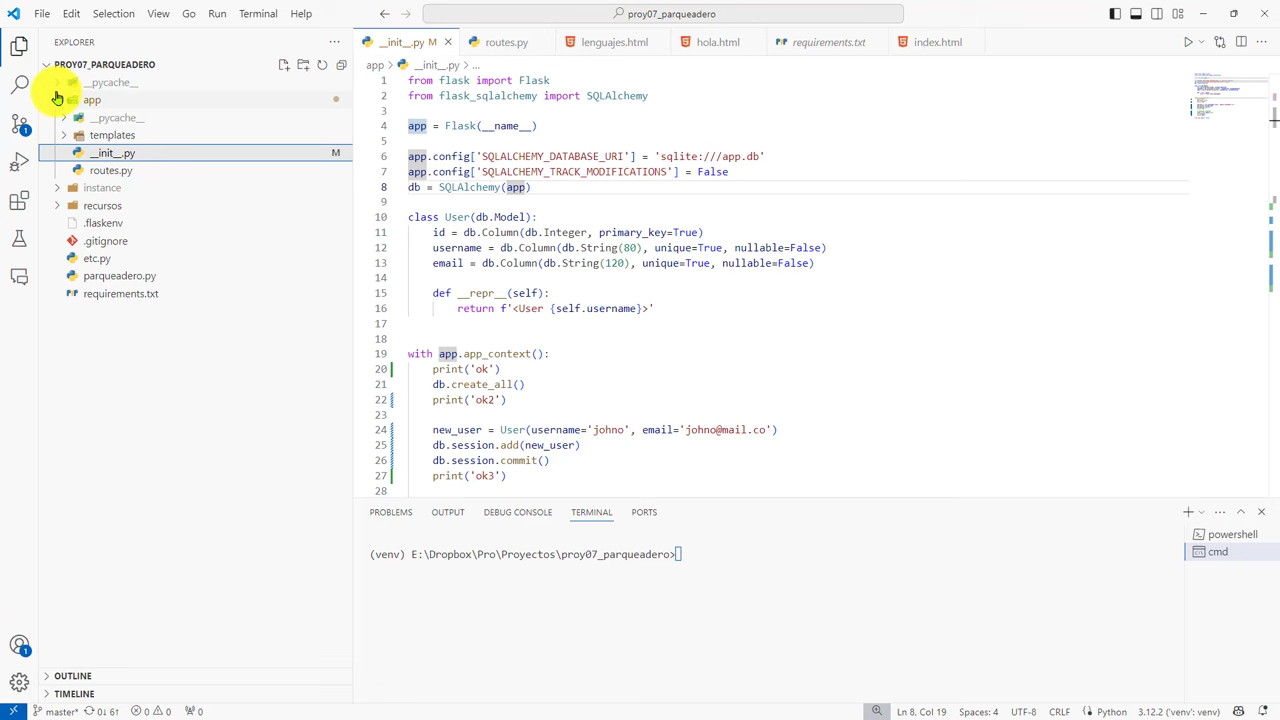 File Edit Selection View Go Run Terminal Help
proy07_parqueadero
EXPLORER
PROY07_PARQUEADERO
__pycache__
app
__pycache__
templates
__init__.py M
routes.py
instance
recursos
.flaskenv
.gitignore
etc.py
parqueadero.py
requirements.txt
OUTLINE
TIMELINE
__init__.py M
routes.py
lenguajes.html
hola.html
requirements.txt
index.html
app > __init__.py > ...
1 from flask import Flask
2 from flask_sqlalchemy import SQLAlchemy
4 app = Flask(__name__)
6 app.config['SQLALCHEMY_DATABASE_URI'] = 'sqlite:///app.db'
7 app.config['SQLALCHEMY_TRACK_MODIFICATIONS'] = False
8 db = SQLAlchemy(app)
9
10 class User(db.Model):
11 id = db.Column(db.Integer, primary_key=True)
12 username = db.Column(db.String(80), unique=True, nullable=False)
13 email = db.Column(db.String(120), unique=True, nullable=False)
14
15 def __repr__(self):
16 return f'<User {self.username}>'
17
18
19 with app.app_context():
20 print('ok')
21 db.create_all()
22 print('ok2')
23
24 new_user = User(username='johno', email='johno@mail.co')
25 db.session.add(new_user)
26 db.session.commit()
27 print('ok3')
28
PROBLEMS OUTPUT DEBUG CONSOLE TERMINAL PORTS
(venv) E:\Dropbox\Pro\Proyectos\proy07_parqueadero>
powershell
cmd
1
1
master* 0↓ 6↑ 0 0 0
Ln 8, Col 19 Spaces: 4 UTF-8 CRLF Python 3.12.2 ('venv': venv)